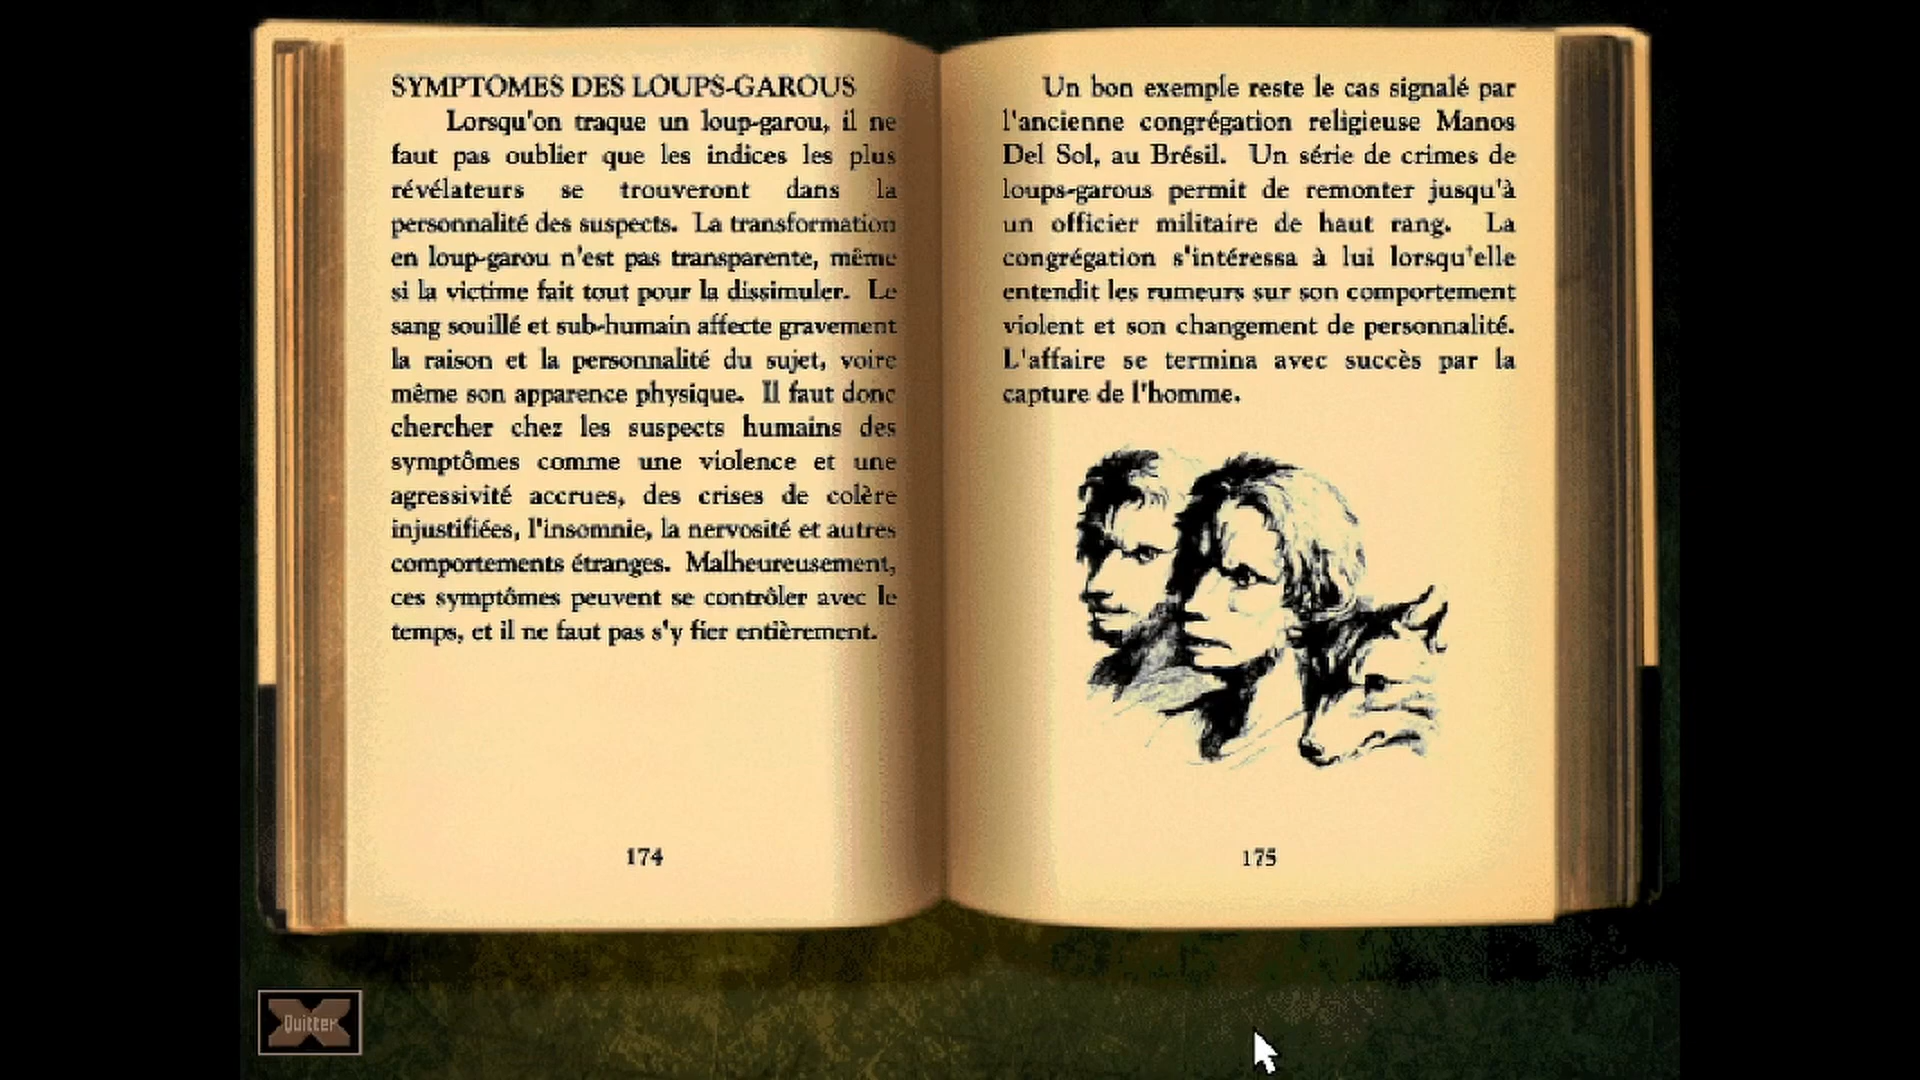 SYMPTOMES DES LOUPS-GAROUS
Lorsqu'on traque un loup-garou, il ne
faut pas oublier que les indices les plus
révélateurs se trouveront dans la
personnalité des suspects. La transformation
en loup-garou n'est pas transparente, même
si la victime fait tout pour la dissimuler. Le
sang souillé et sub-humain affecte gravement
la raison et la personnalité du sujet, voire
même son apparence physique. Il faut donc
chercher chez les suspects humains des
symptômes comme une violence et une
agressivité accrues, des crises de colère
injustifiées, l'insomnie, la nervosité et autres
comportements étranges. Malheureusement,
ces symptômes peuvent se contrôler avec le
temps, et il ne faut pas s'y fier entièrement.
174
Un bon exemple reste le cas signalé par
l'ancienne congrégation religieuse Manos
Del Sol, au Brésil. Un série de crimes de
loups-garous permit de remonter jusqu'à
un officier militaire de haut rang. La
congrégation s'intéressa à lui lorsqu'elle
entendit les rumeurs sur son comportement
violent et son changement de personnalité.
L'affaire se termina avec succès par la
capture de l'homme.
175
Quitter